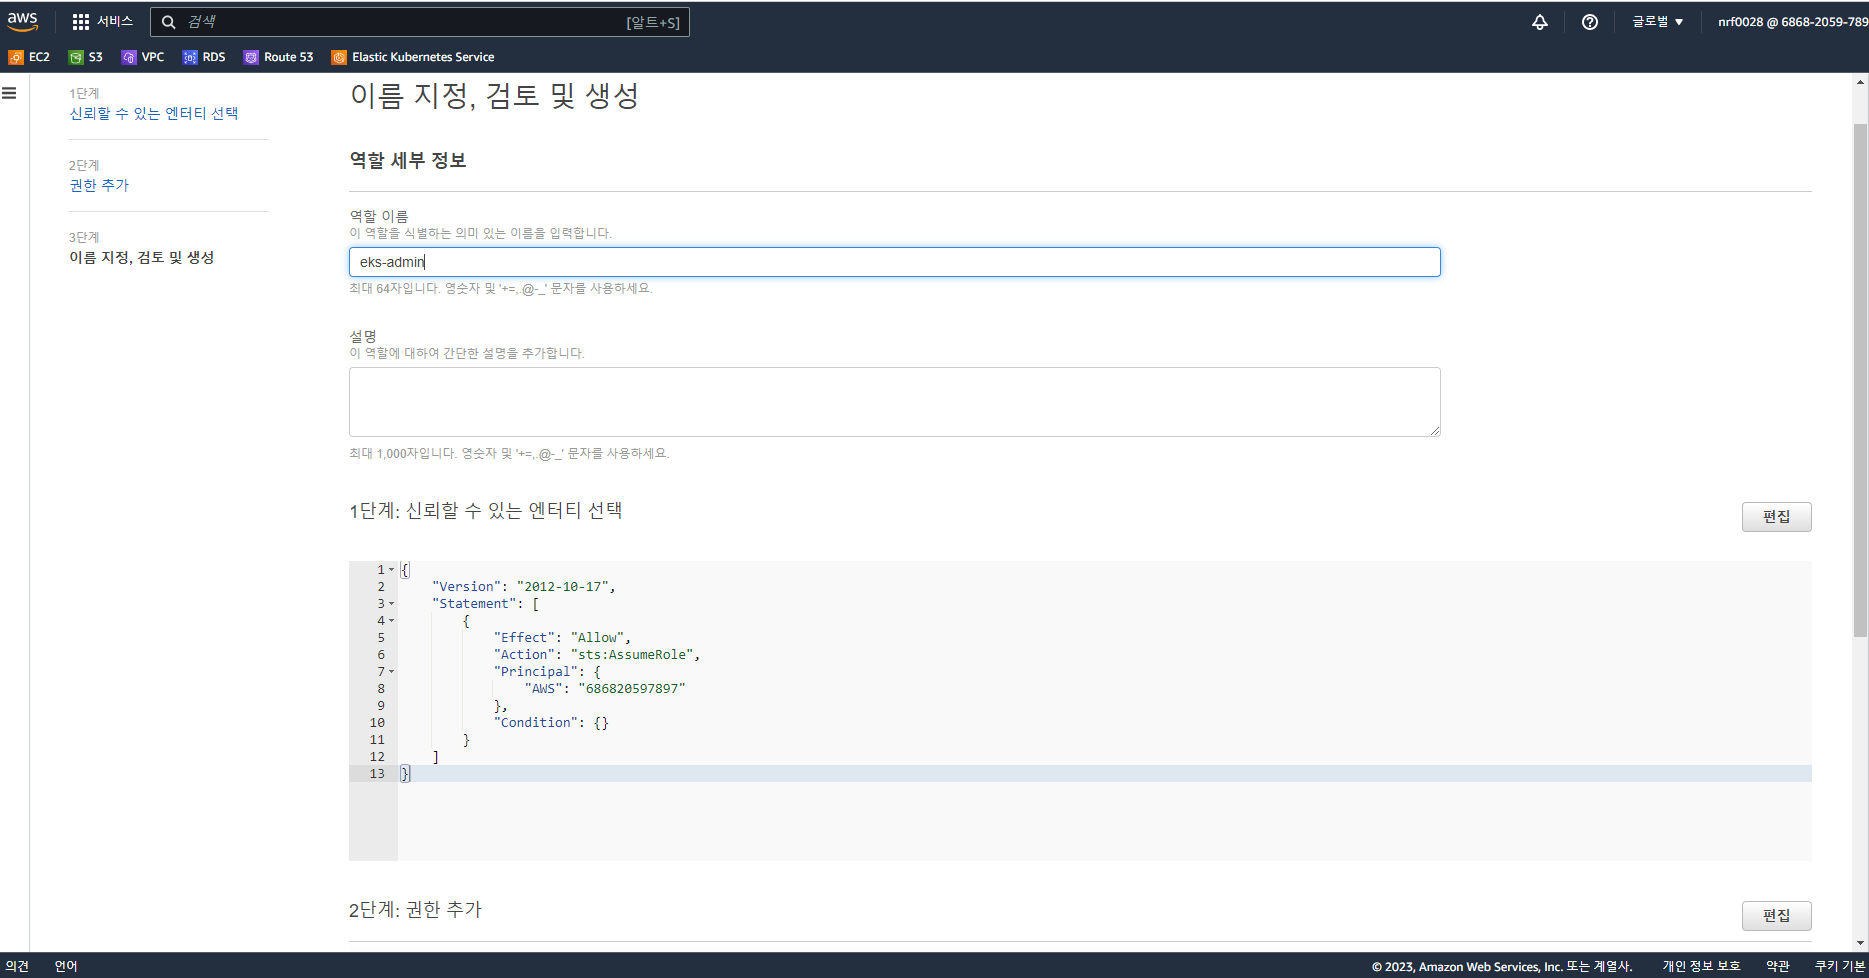 aws
서비스
검색
[알트+S]
글로벌
nrf0028 @ 6868-2059-789
EC2
S3
VPC
RDS
Route 53
Elastic Kubernetes Service
1단계
신뢰할 수 있는 엔터티 선택
2단계
권한 추가
3단계
이름 지정, 검토 및 생성
이름 지정, 검토 및 생성
역할 세부 정보
역할 이름
이 역할을 식별하는 의미 있는 이름을 입력합니다.
eks-admin
최대 64자입니다. 영숫자 및 '+=,.@-_' 문자를 사용하세요.
설명
이 역할에 대하여 간단한 설명을 추가합니다.
최대 1,000자입니다. 영숫자 및 '+=,.@-_' 문자를 사용하세요.
1단계: 신뢰할 수 있는 엔터티 선택
편집
1 {
2 "Version": "2012-10-17",
3 "Statement": [
4 {
5 "Effect": "Allow",
6 "Action": "sts:AssumeRole",
7 "Principal": {
8 "AWS": "686820597897"
9 },
10 "Condition": {}
11 }
12 ]
13 }
2단계: 권한 추가
편집
의견
언어
© 2023, Amazon Web Services, Inc. 또는 계열사.
개인 정보 보호
약관
쿠키 기본